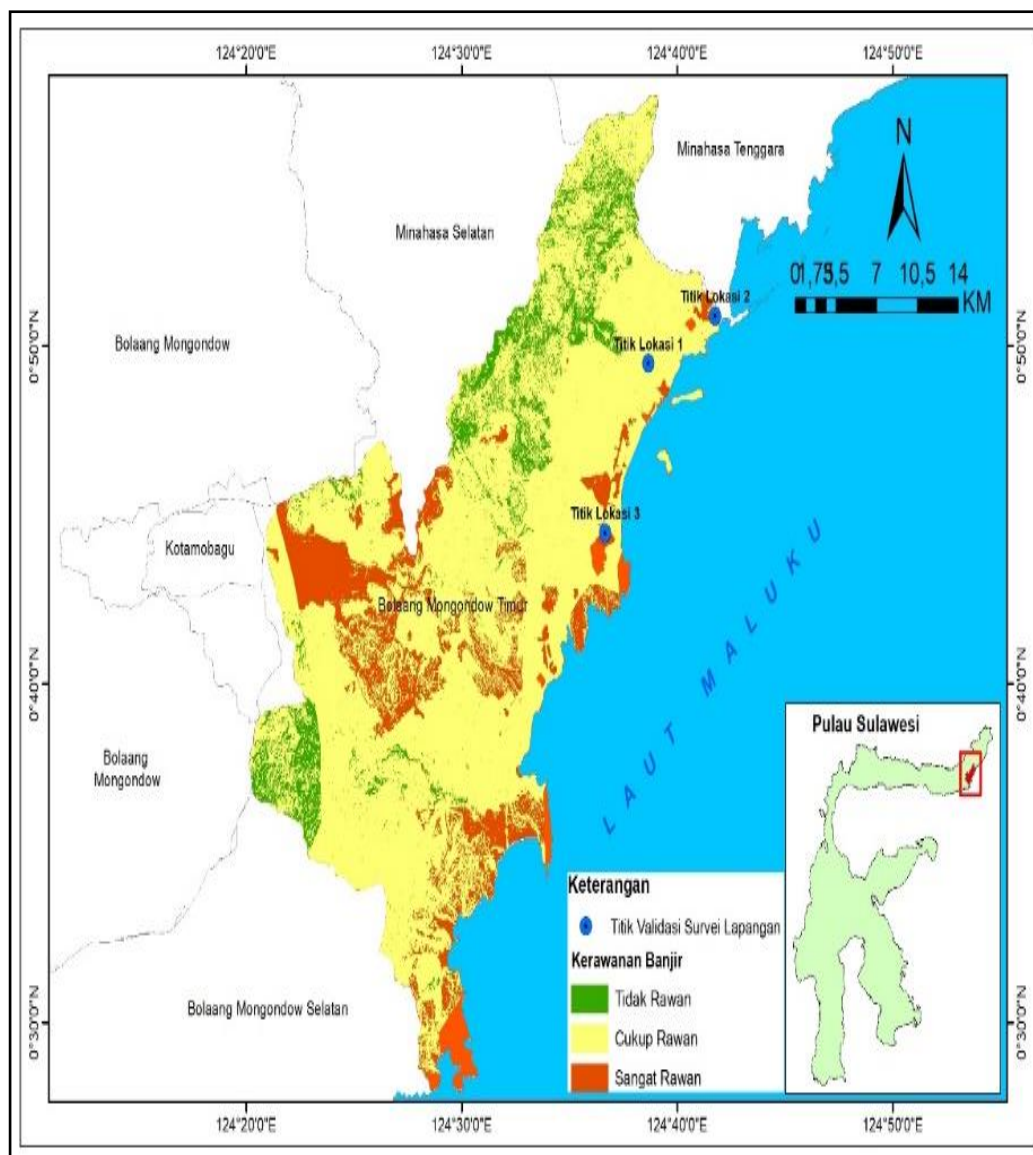 124°20'0"E
124°30'0"E
124°40'0"E
124°50'0"E
Minahasa Tenggara
N
Minahasa Selatan
7
10,5
14
KM
Titik Lokasi 2
Bolaang Mongondow
Titik Lokasi 1
0°50'0"N
0°50'0"N
Titik Lokasi 3
Kotamobagu
Bolaang Mongondow Timur
LAUT MALUKU
0°40'0"N
0°40'0"N
Bolaang
Mongondow
Pulau Sulawesi
Keterangan
Titik Validasi Survei Lapangan
Kerawanan Banjir
Tidak Rawan
Cukup Rawan
Sangat Rawan
Bolaang Mongondow Selatan
0°30'0"N
0°30'0"N
124°20'0"E
124°30'0"E
124°40'0"E
124°50'0"E